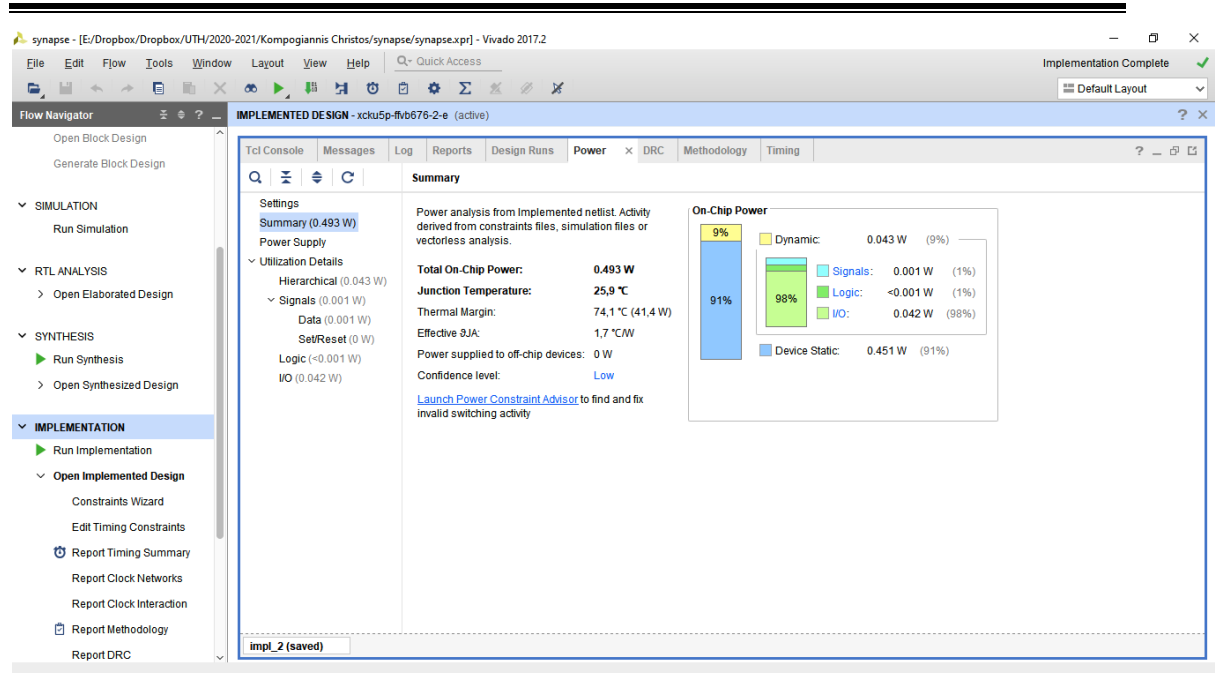 synapse - [E:/Dropbox/Dropbox/UTH/2020-2021/Kompogiannis Christos/synapse/synapse.xpr] - Vivado 2017.2
File Edit Flow Tools Window Layout View Help Quick Access
Implementation Complete
Default Layout
Flow Navigator
IMPLEMENTED DESIGN - xcku5p-ffvb676-2-e (active)
Open Block Design
Generate Block Design
SIMULATION
Run Simulation
RTL ANALYSIS
Open Elaborated Design
SYNTHESIS
Run Synthesis
Open Synthesized Design
IMPLEMENTATION
Run Implementation
Open Implemented Design
Constraints Wizard
Edit Timing Constraints
Report Timing Summary
Report Clock Networks
Report Clock Interaction
Report Methodology
Report DRC
Tcl Console Messages Log Reports Design Runs Power DRC Methodology Timing
Summary
Settings
Summary (0.493 W)
Power Supply
Utilization Details
Hierarchical (0.043 W)
Signals (0.001 W)
Data (0.001 W)
Set/Reset (0 W)
Logic (<0.001 W)
I/O (0.042 W)
Power analysis from Implemented netlist. Activity
derived from constraints files, simulation files or
vectorless analysis.
Total On-Chip Power: 0.493 W
Junction Temperature: 25,9 °C
Thermal Margin: 74,1 °C (41,4 W)
Effective ϑJA: 1,7 °C/W
Power supplied to off-chip devices: 0 W
Confidence level: Low
Launch Power Constraint Advisor to find and fix
invalid switching activity
On-Chip Power
9%
91%
Dynamic: 0.043 W (9%)
98%
Signals: 0.001 W (1%)
Logic: <0.001 W (1%)
I/O: 0.042 W (98%)
Device Static: 0.451 W (91%)
impl_2 (saved)